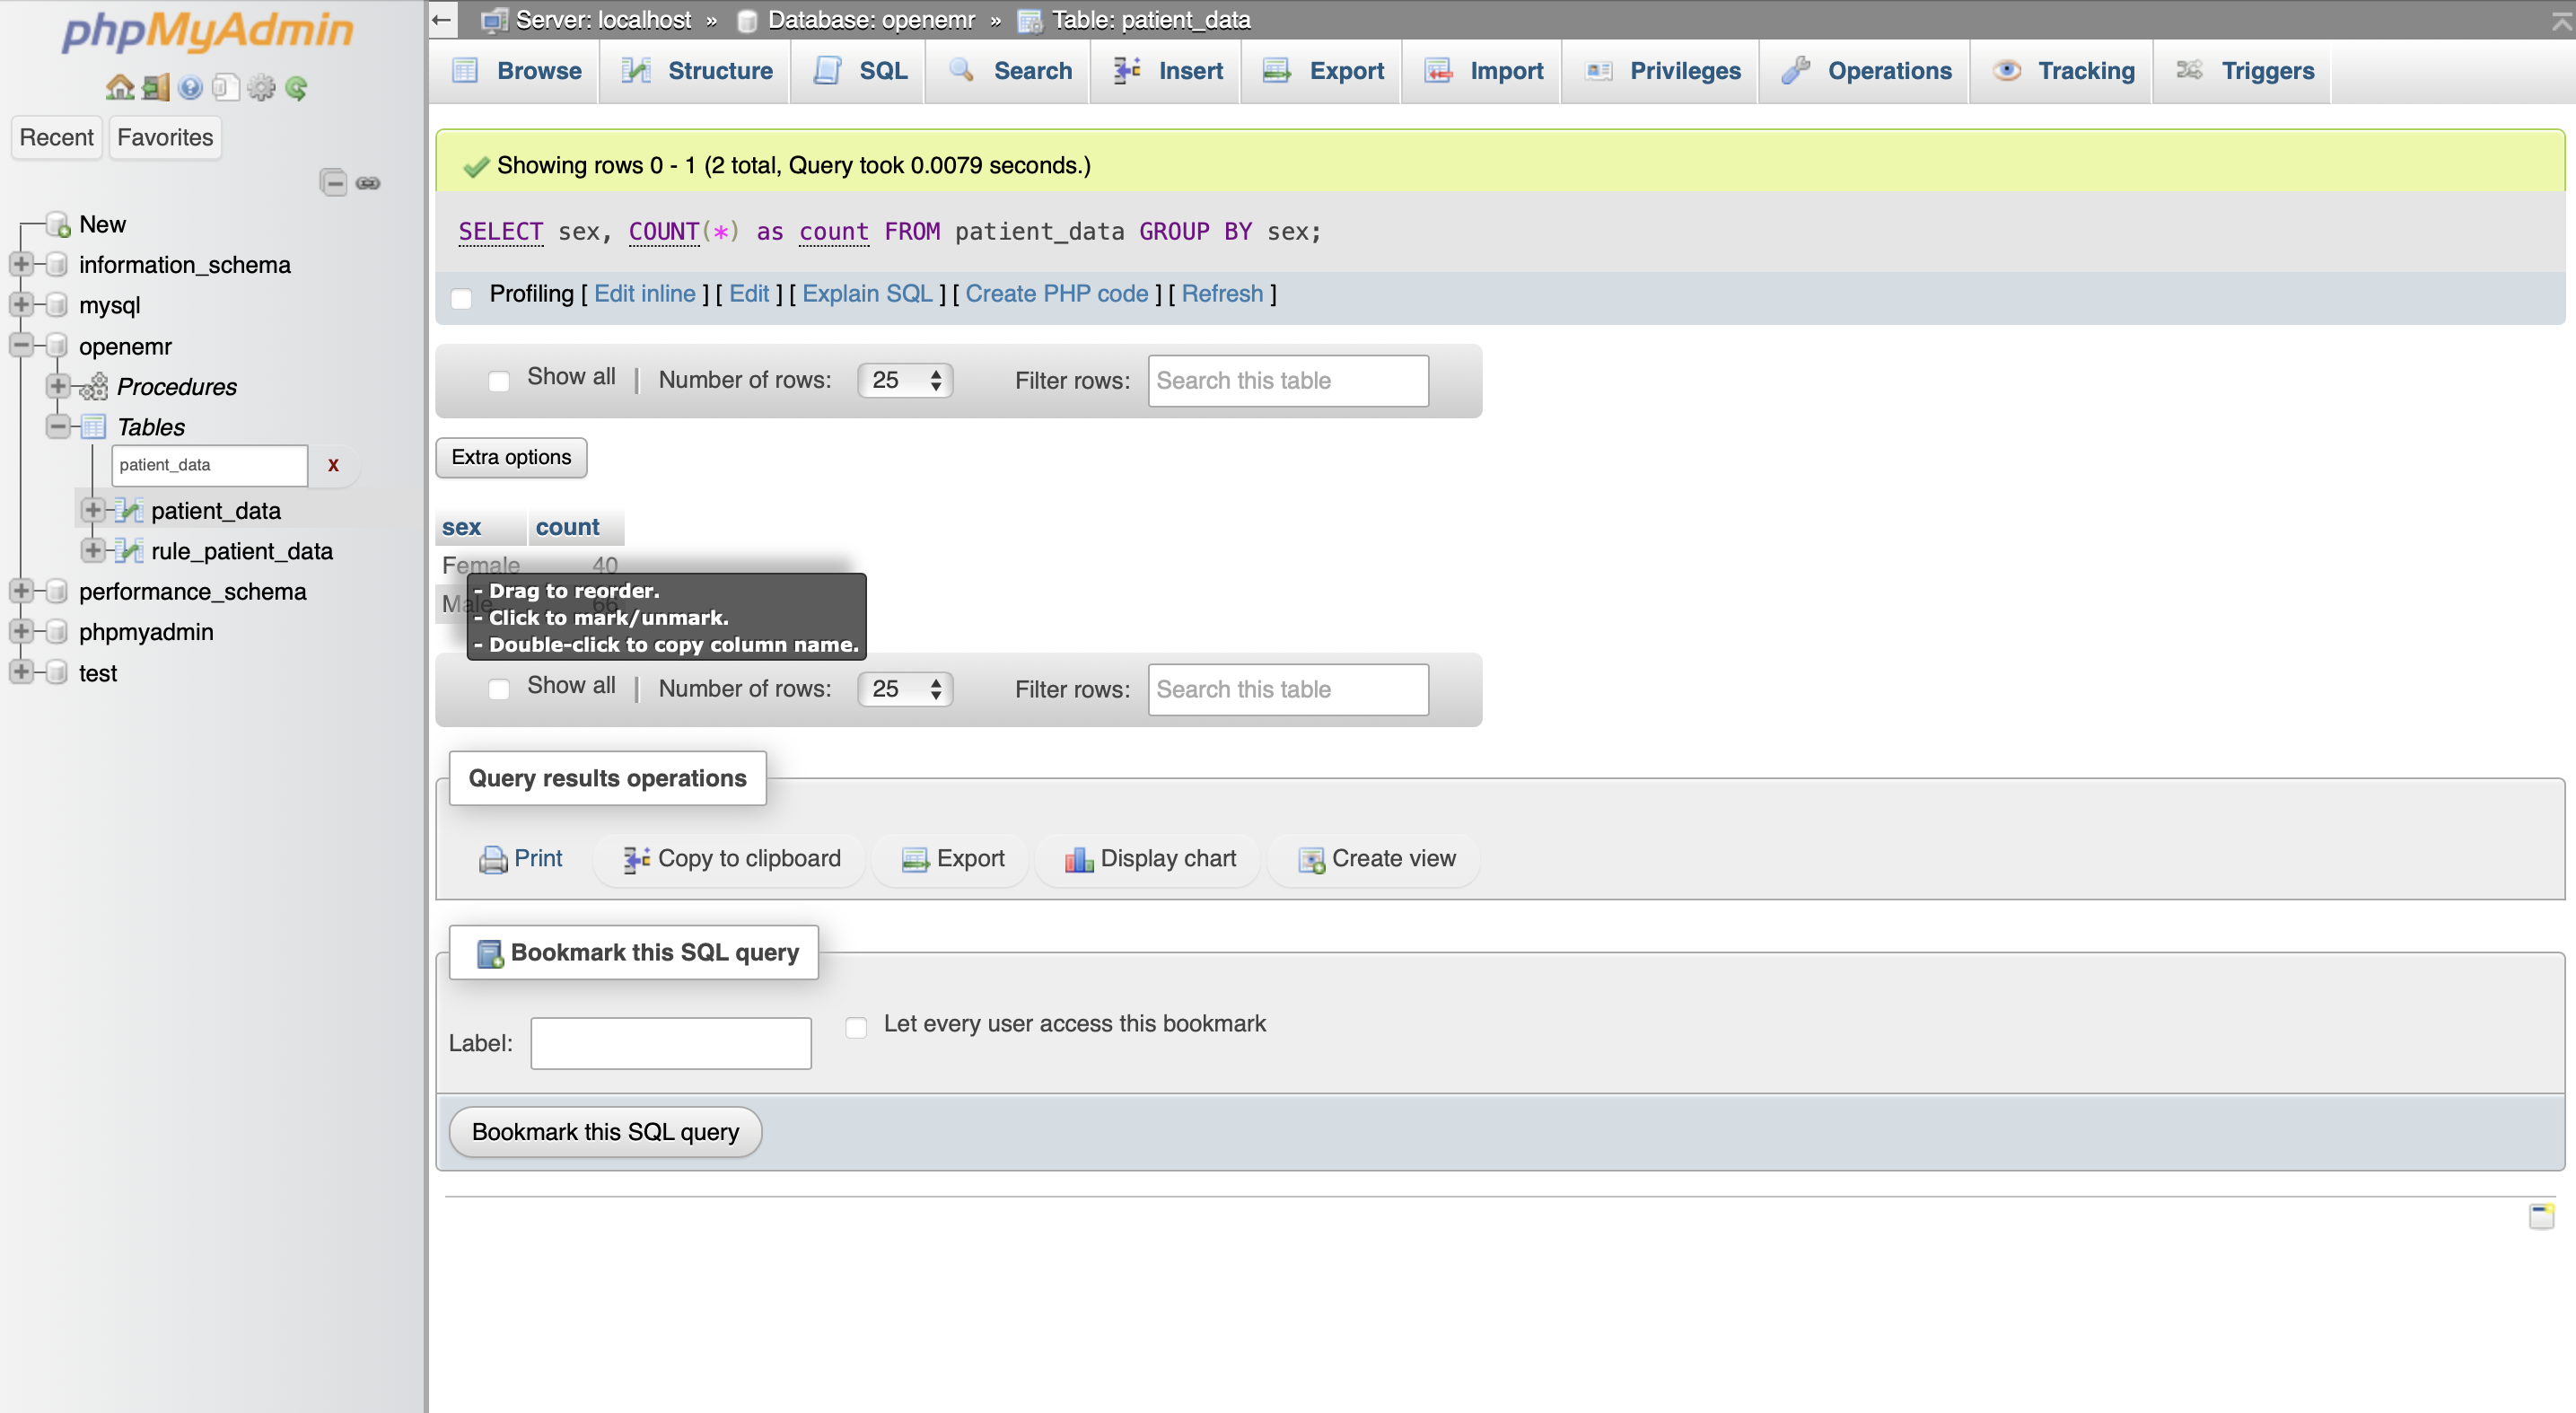 phpMyAdmin
Recent Favorites
New
information_schema
mysql
openemr
Procedures
Tables
patient_data X
patient_data
rule_patient_data
performance_schema
phpmyadmin
test
← Server: localhost » Database: openemr » Table: patient_data
Browse Structure SQL Search Insert Export Import Privileges Operations Tracking Triggers
Showing rows 0 - 1 (2 total, Query took 0.0079 seconds.)
SELECT sex, COUNT(*) as count FROM patient_data GROUP BY sex;
Profiling [ Edit inline ] [ Edit ] [ Explain SQL ] [ Create PHP code ] [ Refresh ]
Show all | Number of rows: 25 Filter rows: Search this table
Extra options
sex count
Female 40
Male 66
- Drag to reorder.
- Click to mark/unmark.
- Double-click to copy column name.
Show all | Number of rows: 25 Filter rows: Search this table
Query results operations
Print Copy to clipboard Export Display chart Create view
Bookmark this SQL query
Label: Let every user access this bookmark
Bookmark this SQL query